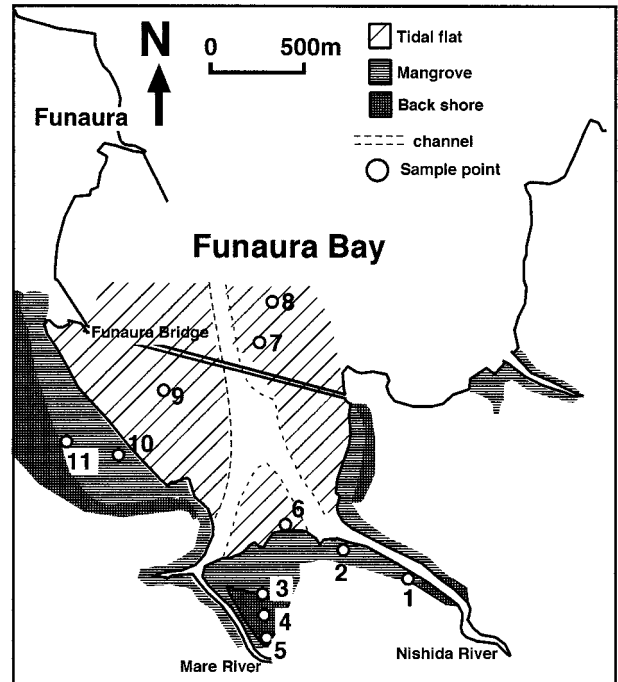 N
0 500m
Tidal flat
Mangrove
Back shore
channel
Sample point
Funaura
Funaura Bay
8
Funaura Bridge
7
9
10
11
6
2
1
3
4
5
Mare River
Nishida River